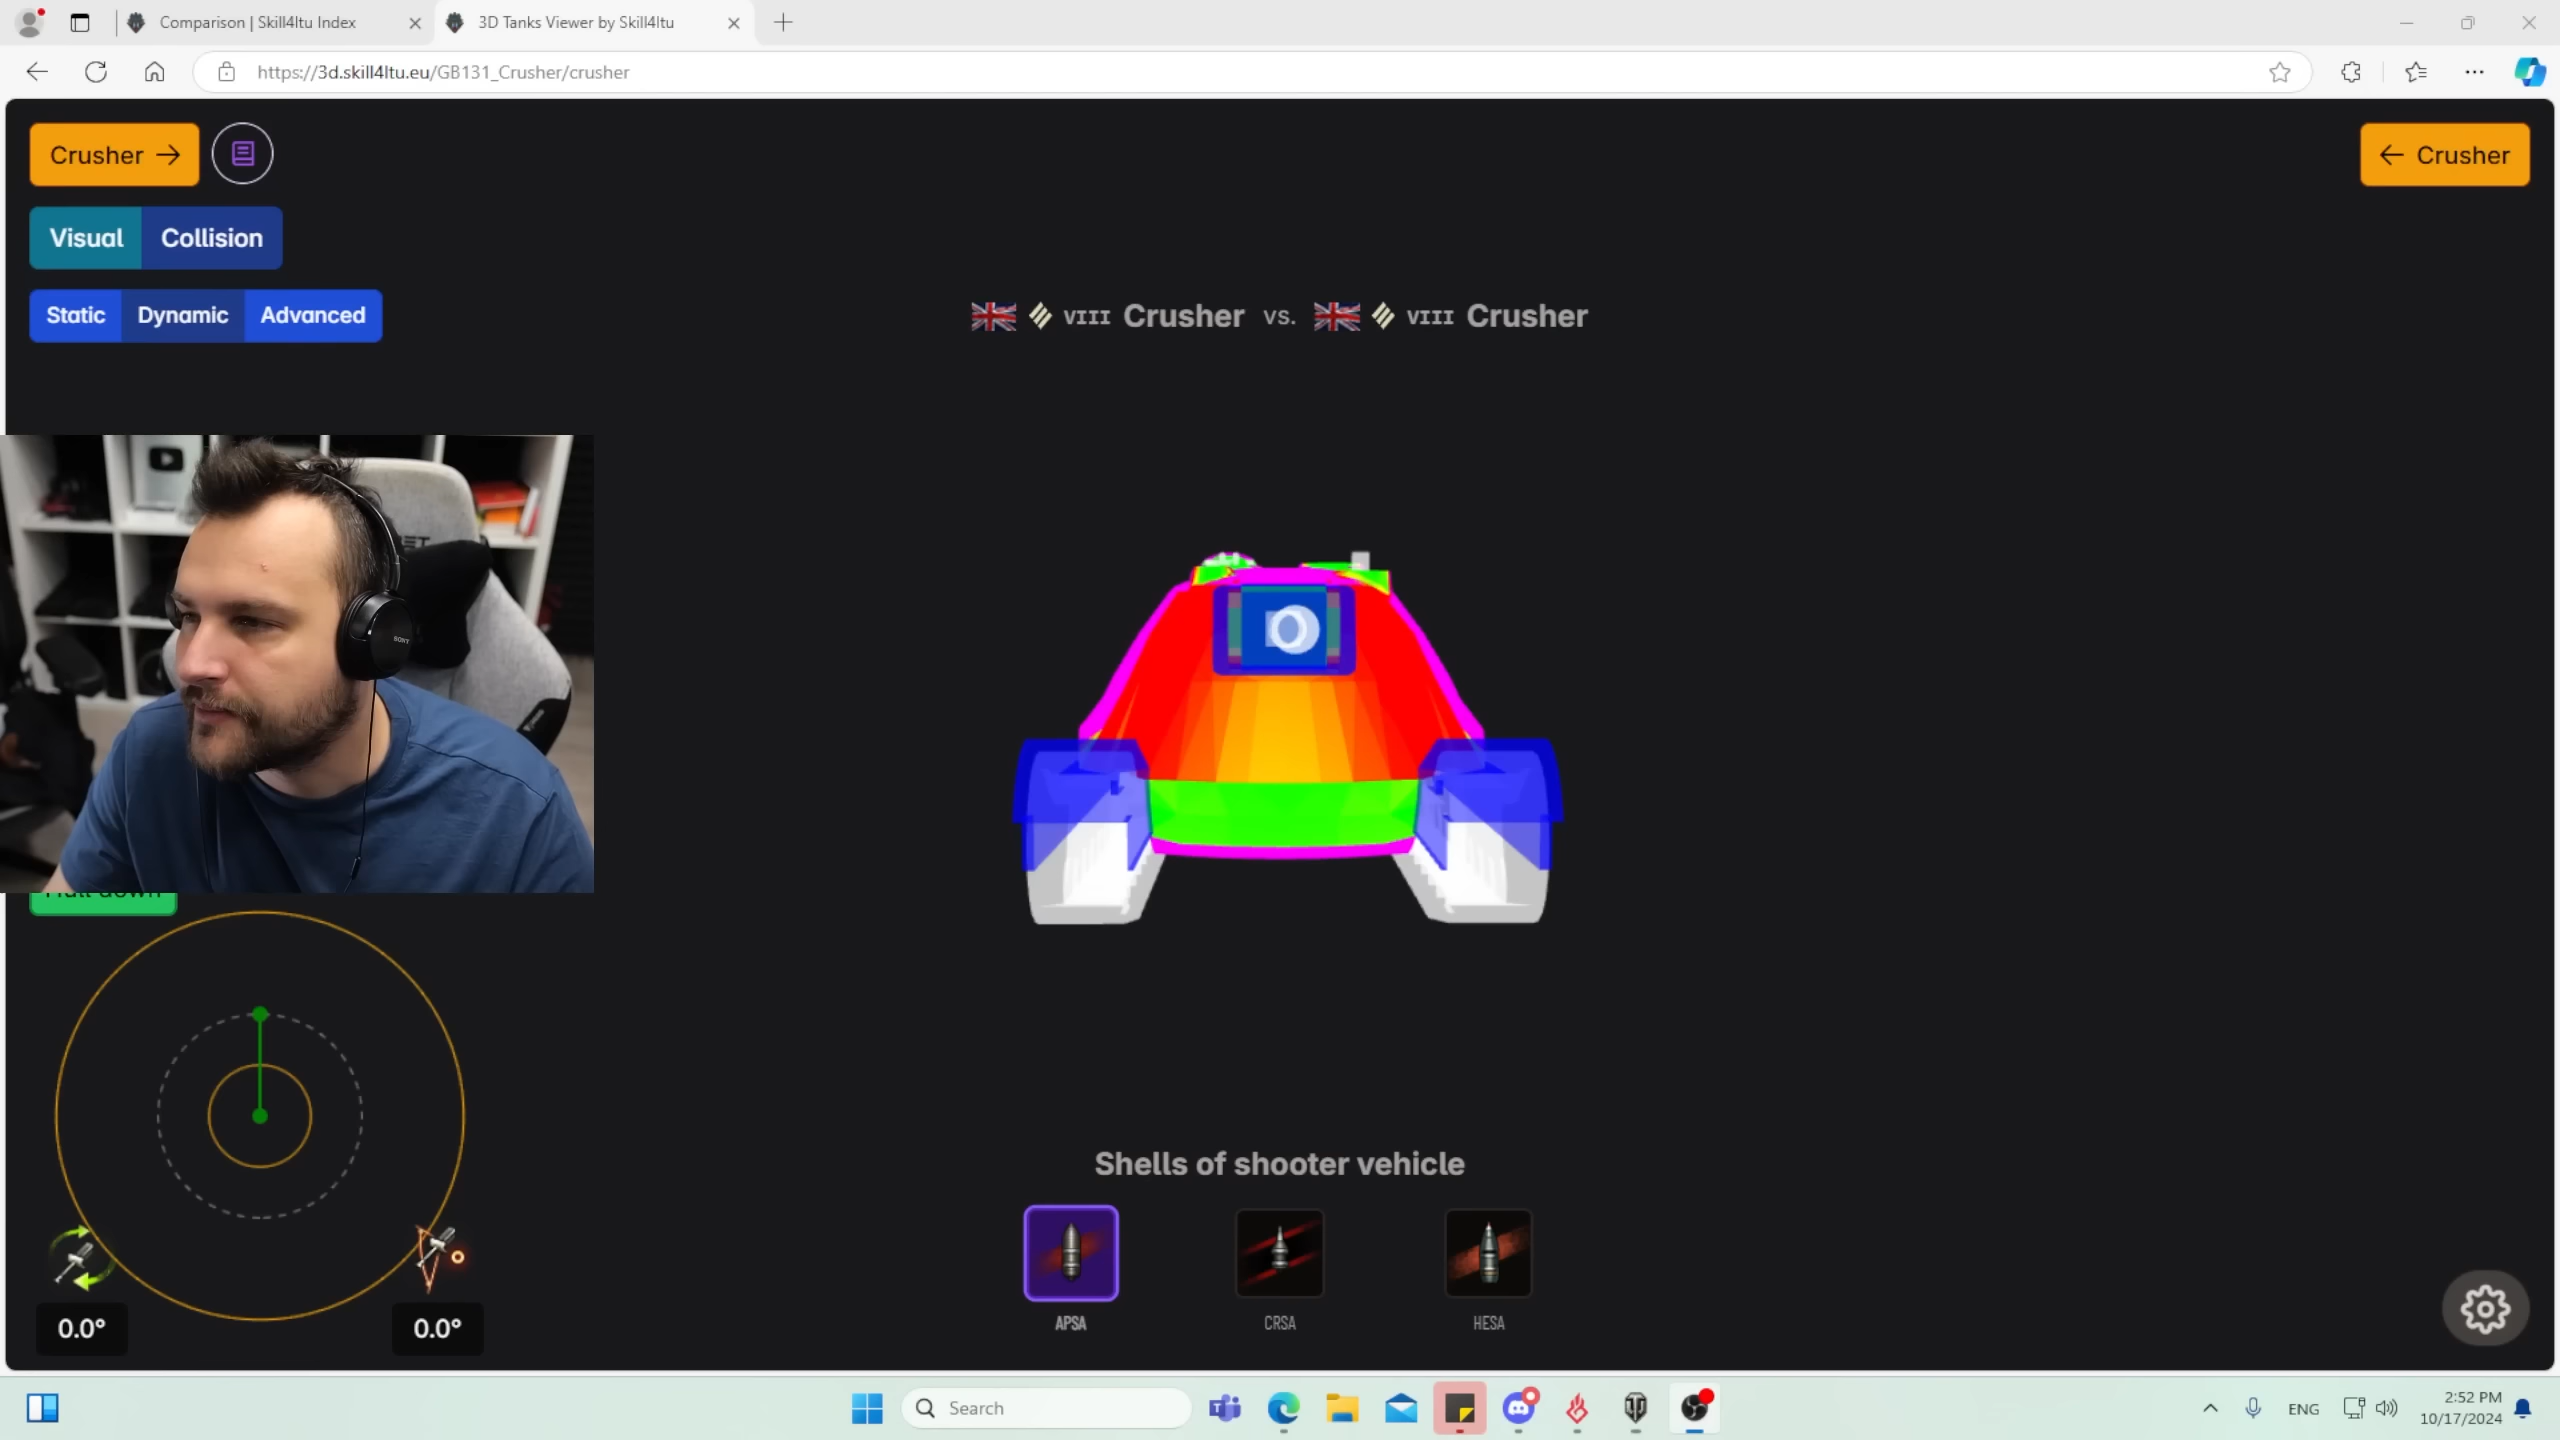 Comparison | Skill4ltu Index
3D Tanks Viewer by Skill4ltu
https://3d.skill4ltu.eu/GB131_Crusher/crusher
Crusher →
← Crusher
Visual Collision
Static Dynamic Advanced
VIII Crusher vs. VIII Crusher
SONY
0.0°
0.0°
Shells of shooter vehicle
APSA
CRSA
HESA
Search
ENG
2:52 PM
10/17/2024